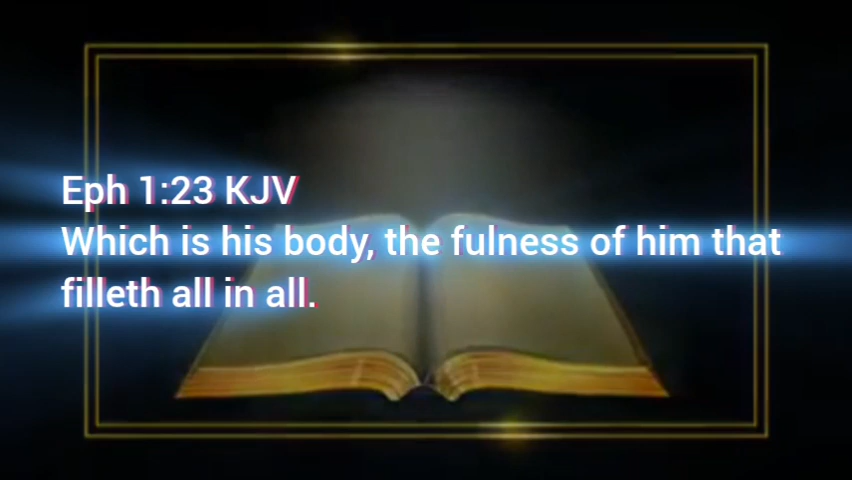 Eph 1:23 KJV
Which is his body, the fulness of him that
filleth all in all.